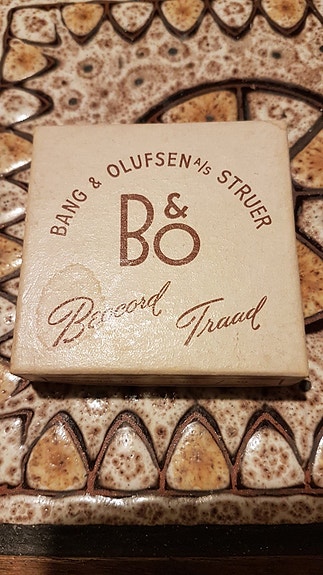 BANG & OLUFSEN A/S STRUER
B&O
Beocord Traad